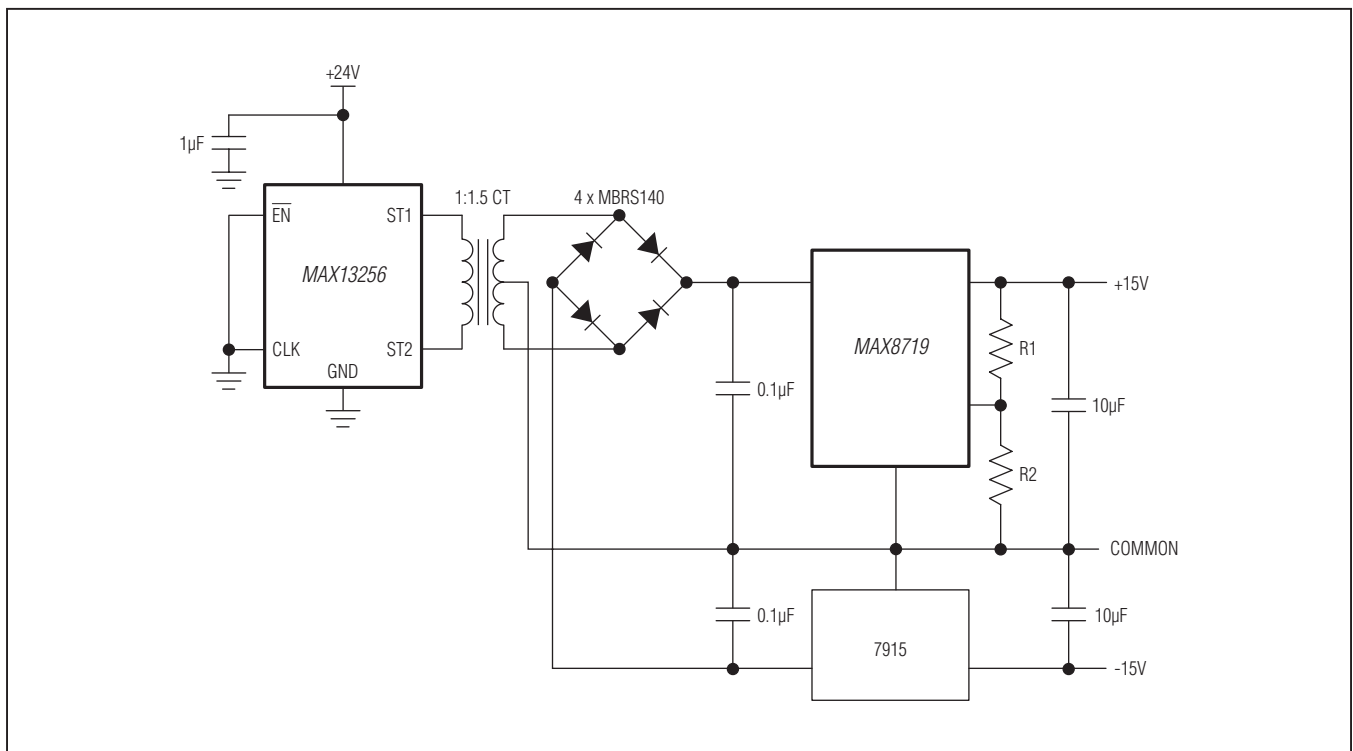 +24V
1µF
1:1.5 CT
4 x MBRS140
EN
ST1
MAX13256
CLK
ST2
GND
MAX8719
+15V
R1
0.1µF
10µF
R2
COMMON
0.1µF
7915
10µF
-15V